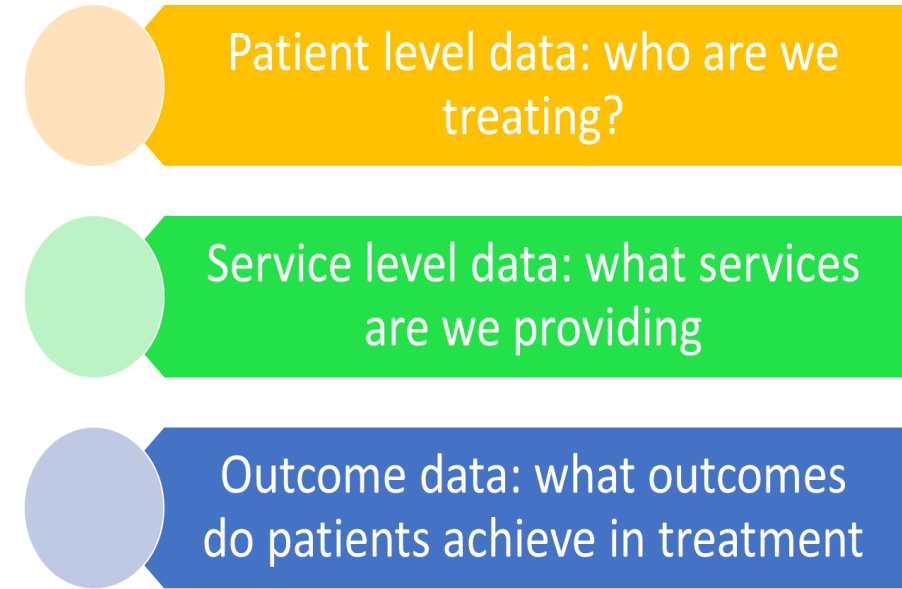 Patient level data: who are we
treating?
Service level data: what services
are we providing
Outcome data: what outcomes
do patients achieve in treatment